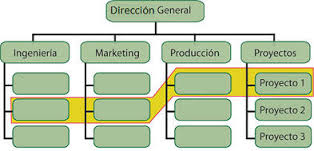 Dirección General
Ingeniería
Marketing
Producción
Proyectos
Proyecto 1
Proyecto 2
Proyecto 3